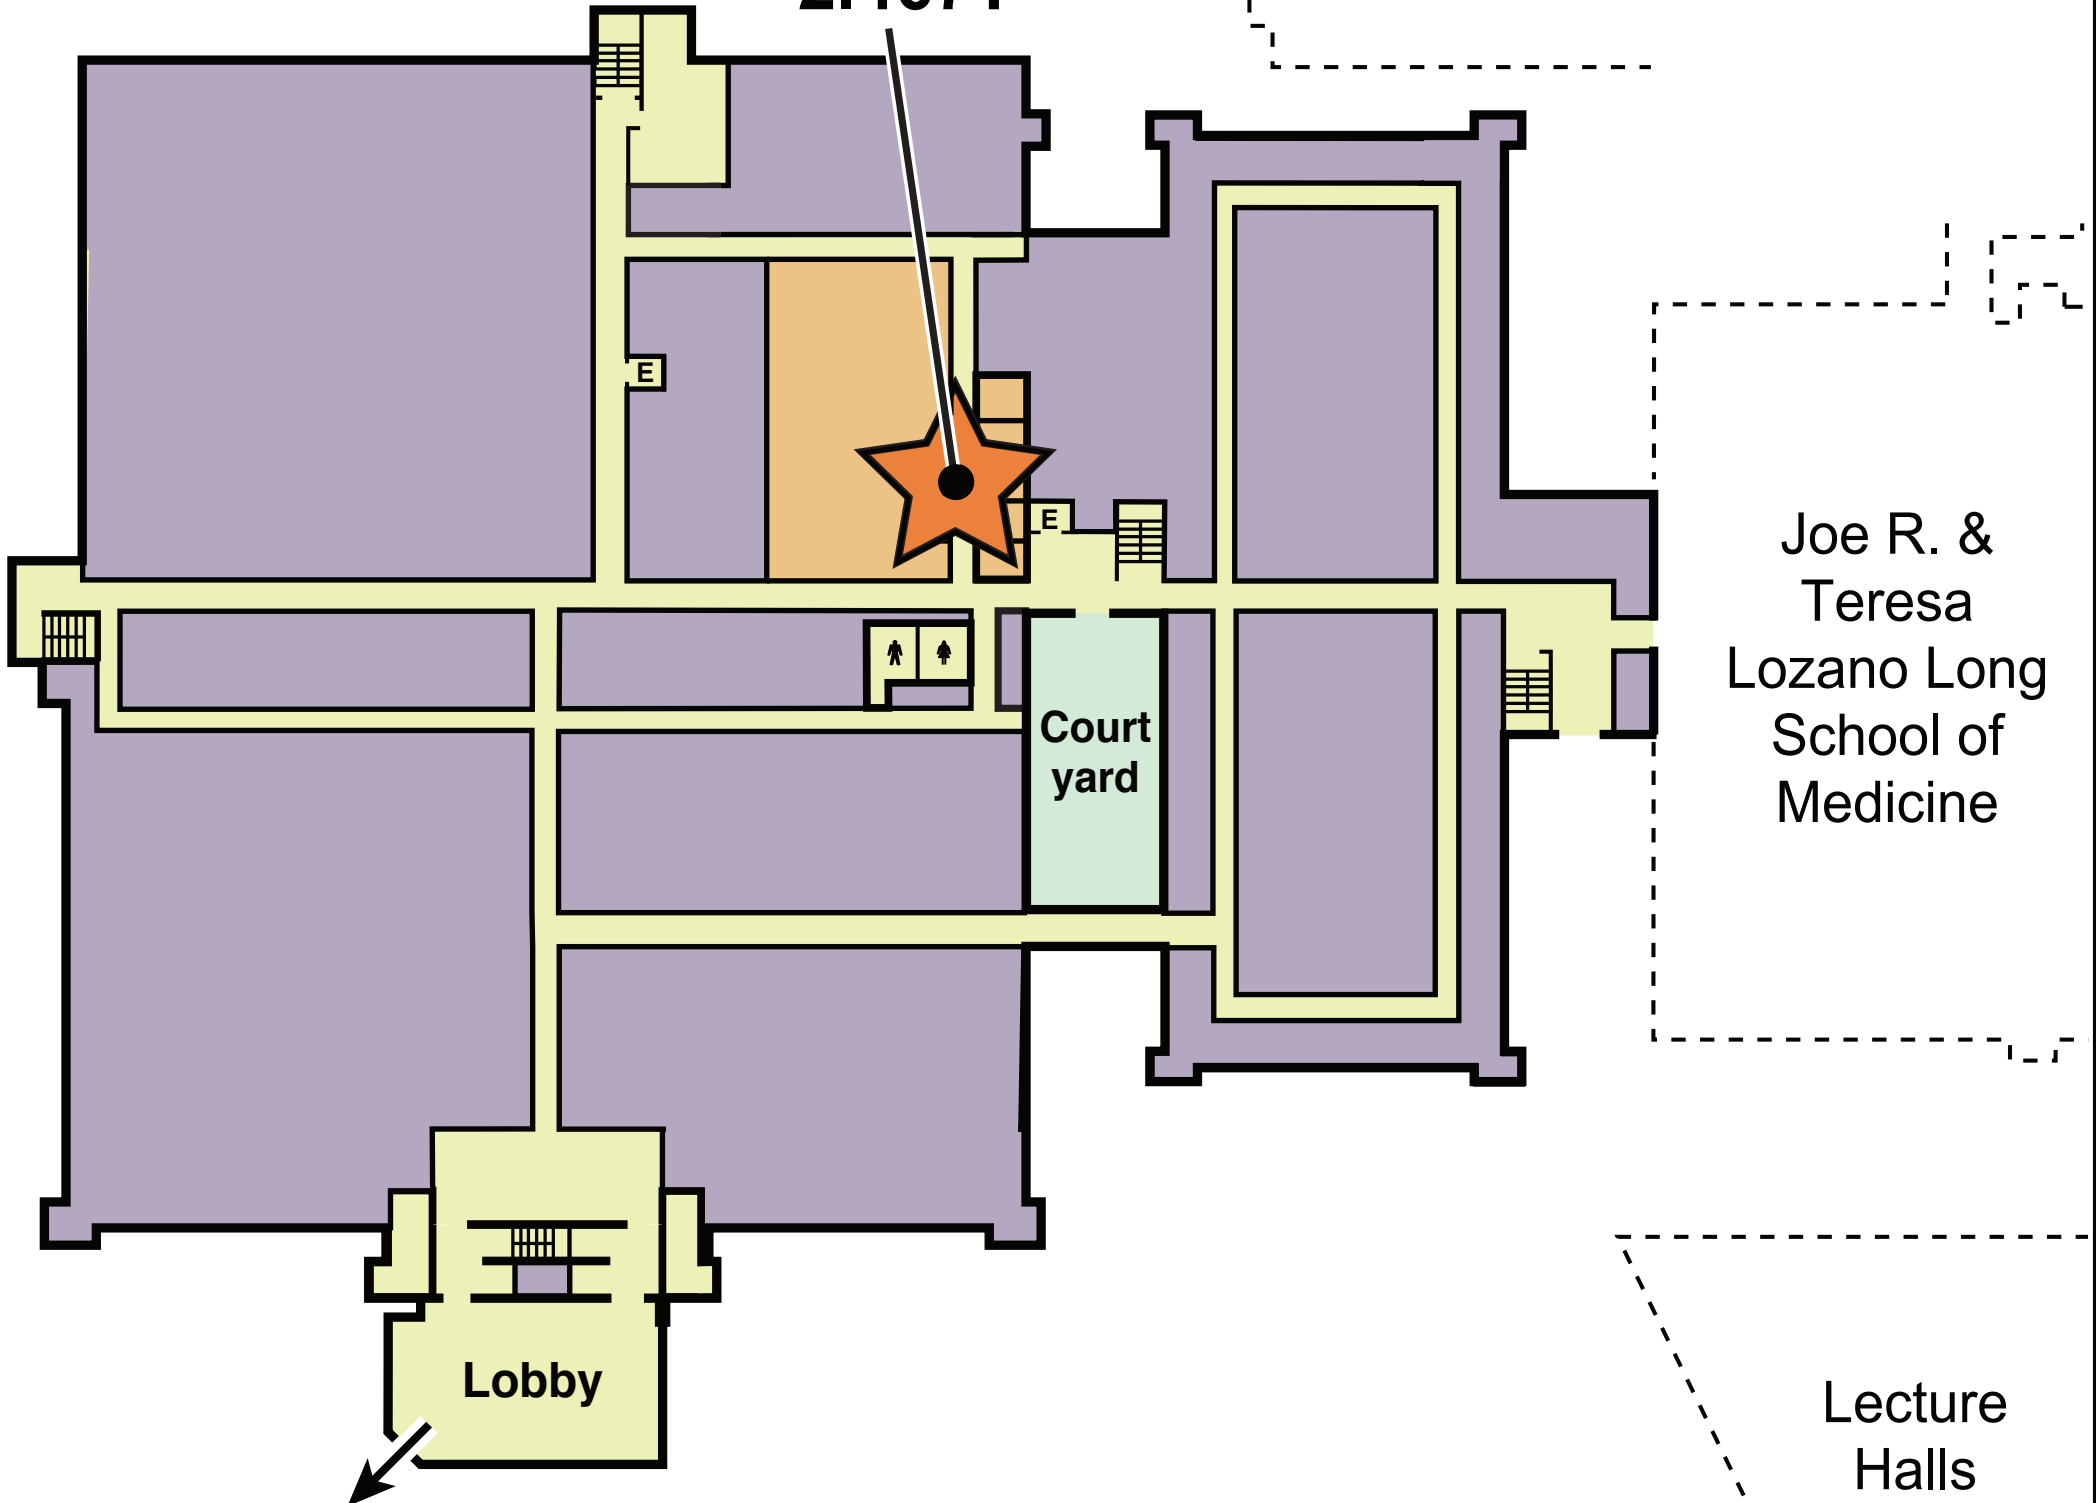 E
E
Joe R. &
Teresa
Lozano Long
School of
Medicine
Court
yard
Lobby
Lecture
Halls